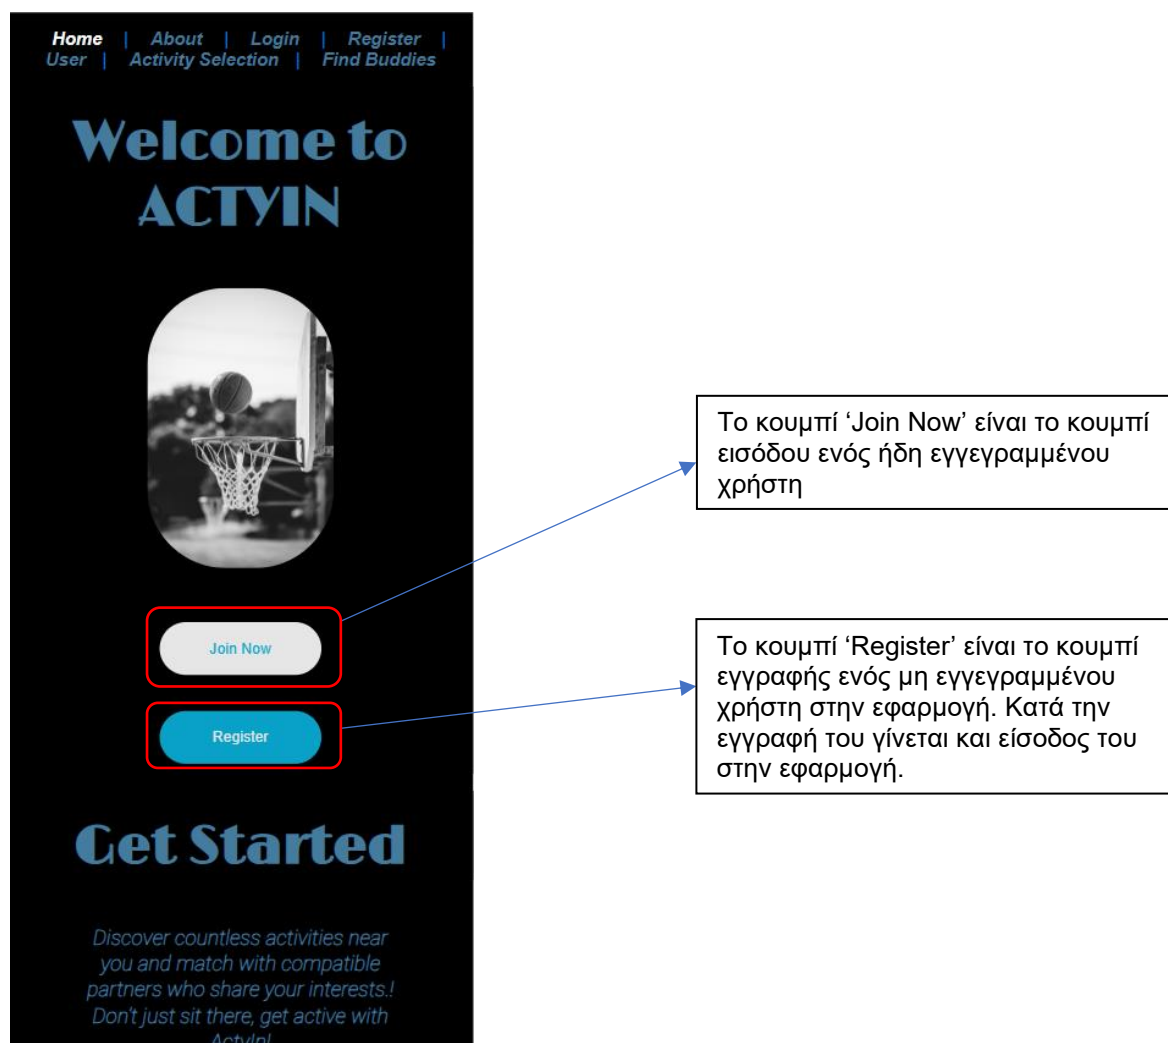 Home | About | Login | Register |
User | Activity Selection | Find Buddies
Welcome to
ACTYIN
Το κουμπί ‘Join Now’ είναι το κουμπί
εισόδου ενός ήδη εγγεγραμμένου
χρήστη
Join Now
Το κουμπί ‘Register’ είναι το κουμπί
εγγραφής ενός μη εγγεγραμμένου
χρήστη στην εφαρμογή. Κατά την
εγγραφή του γίνεται και είσοδος του
στην εφαρμογή.
Register
Get Started
Discover countless activities near
you and match with compatible
partners who share your interests.!
Don't just sit there, get active with
ActyIn!